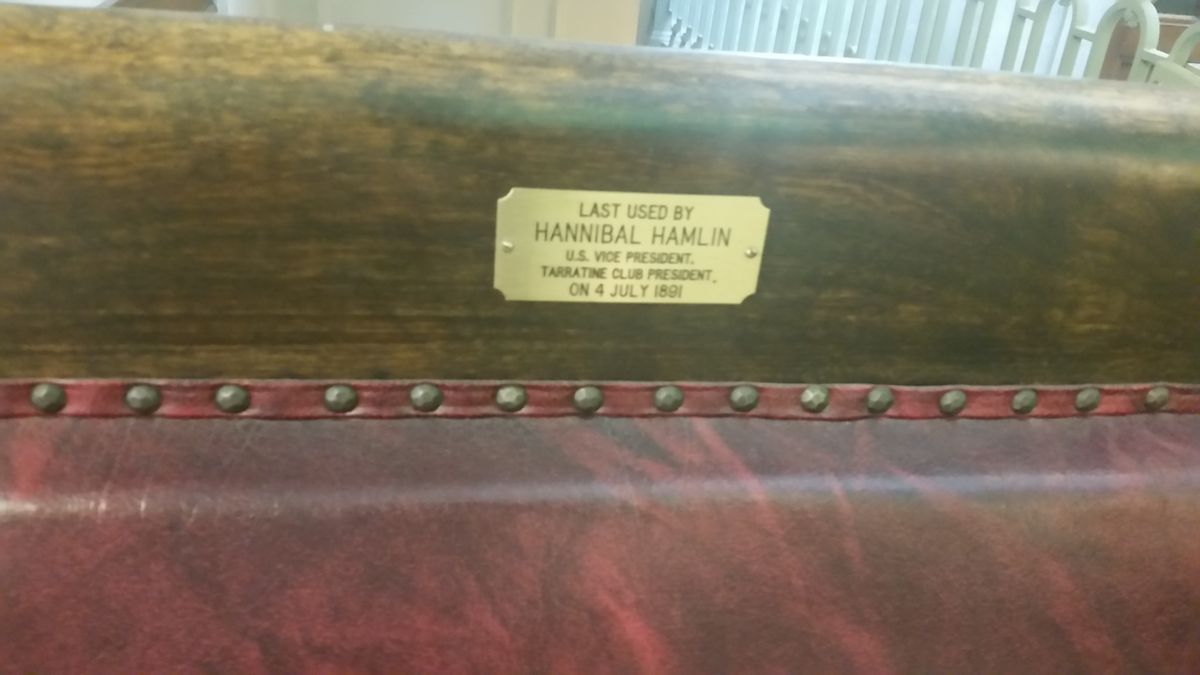 LAST USED BY
HANNIBAL HAMLIN
U.S. VICE PRESIDENT.
TARRATINE CLUB PRESIDENT.
ON 4 JULY 1891